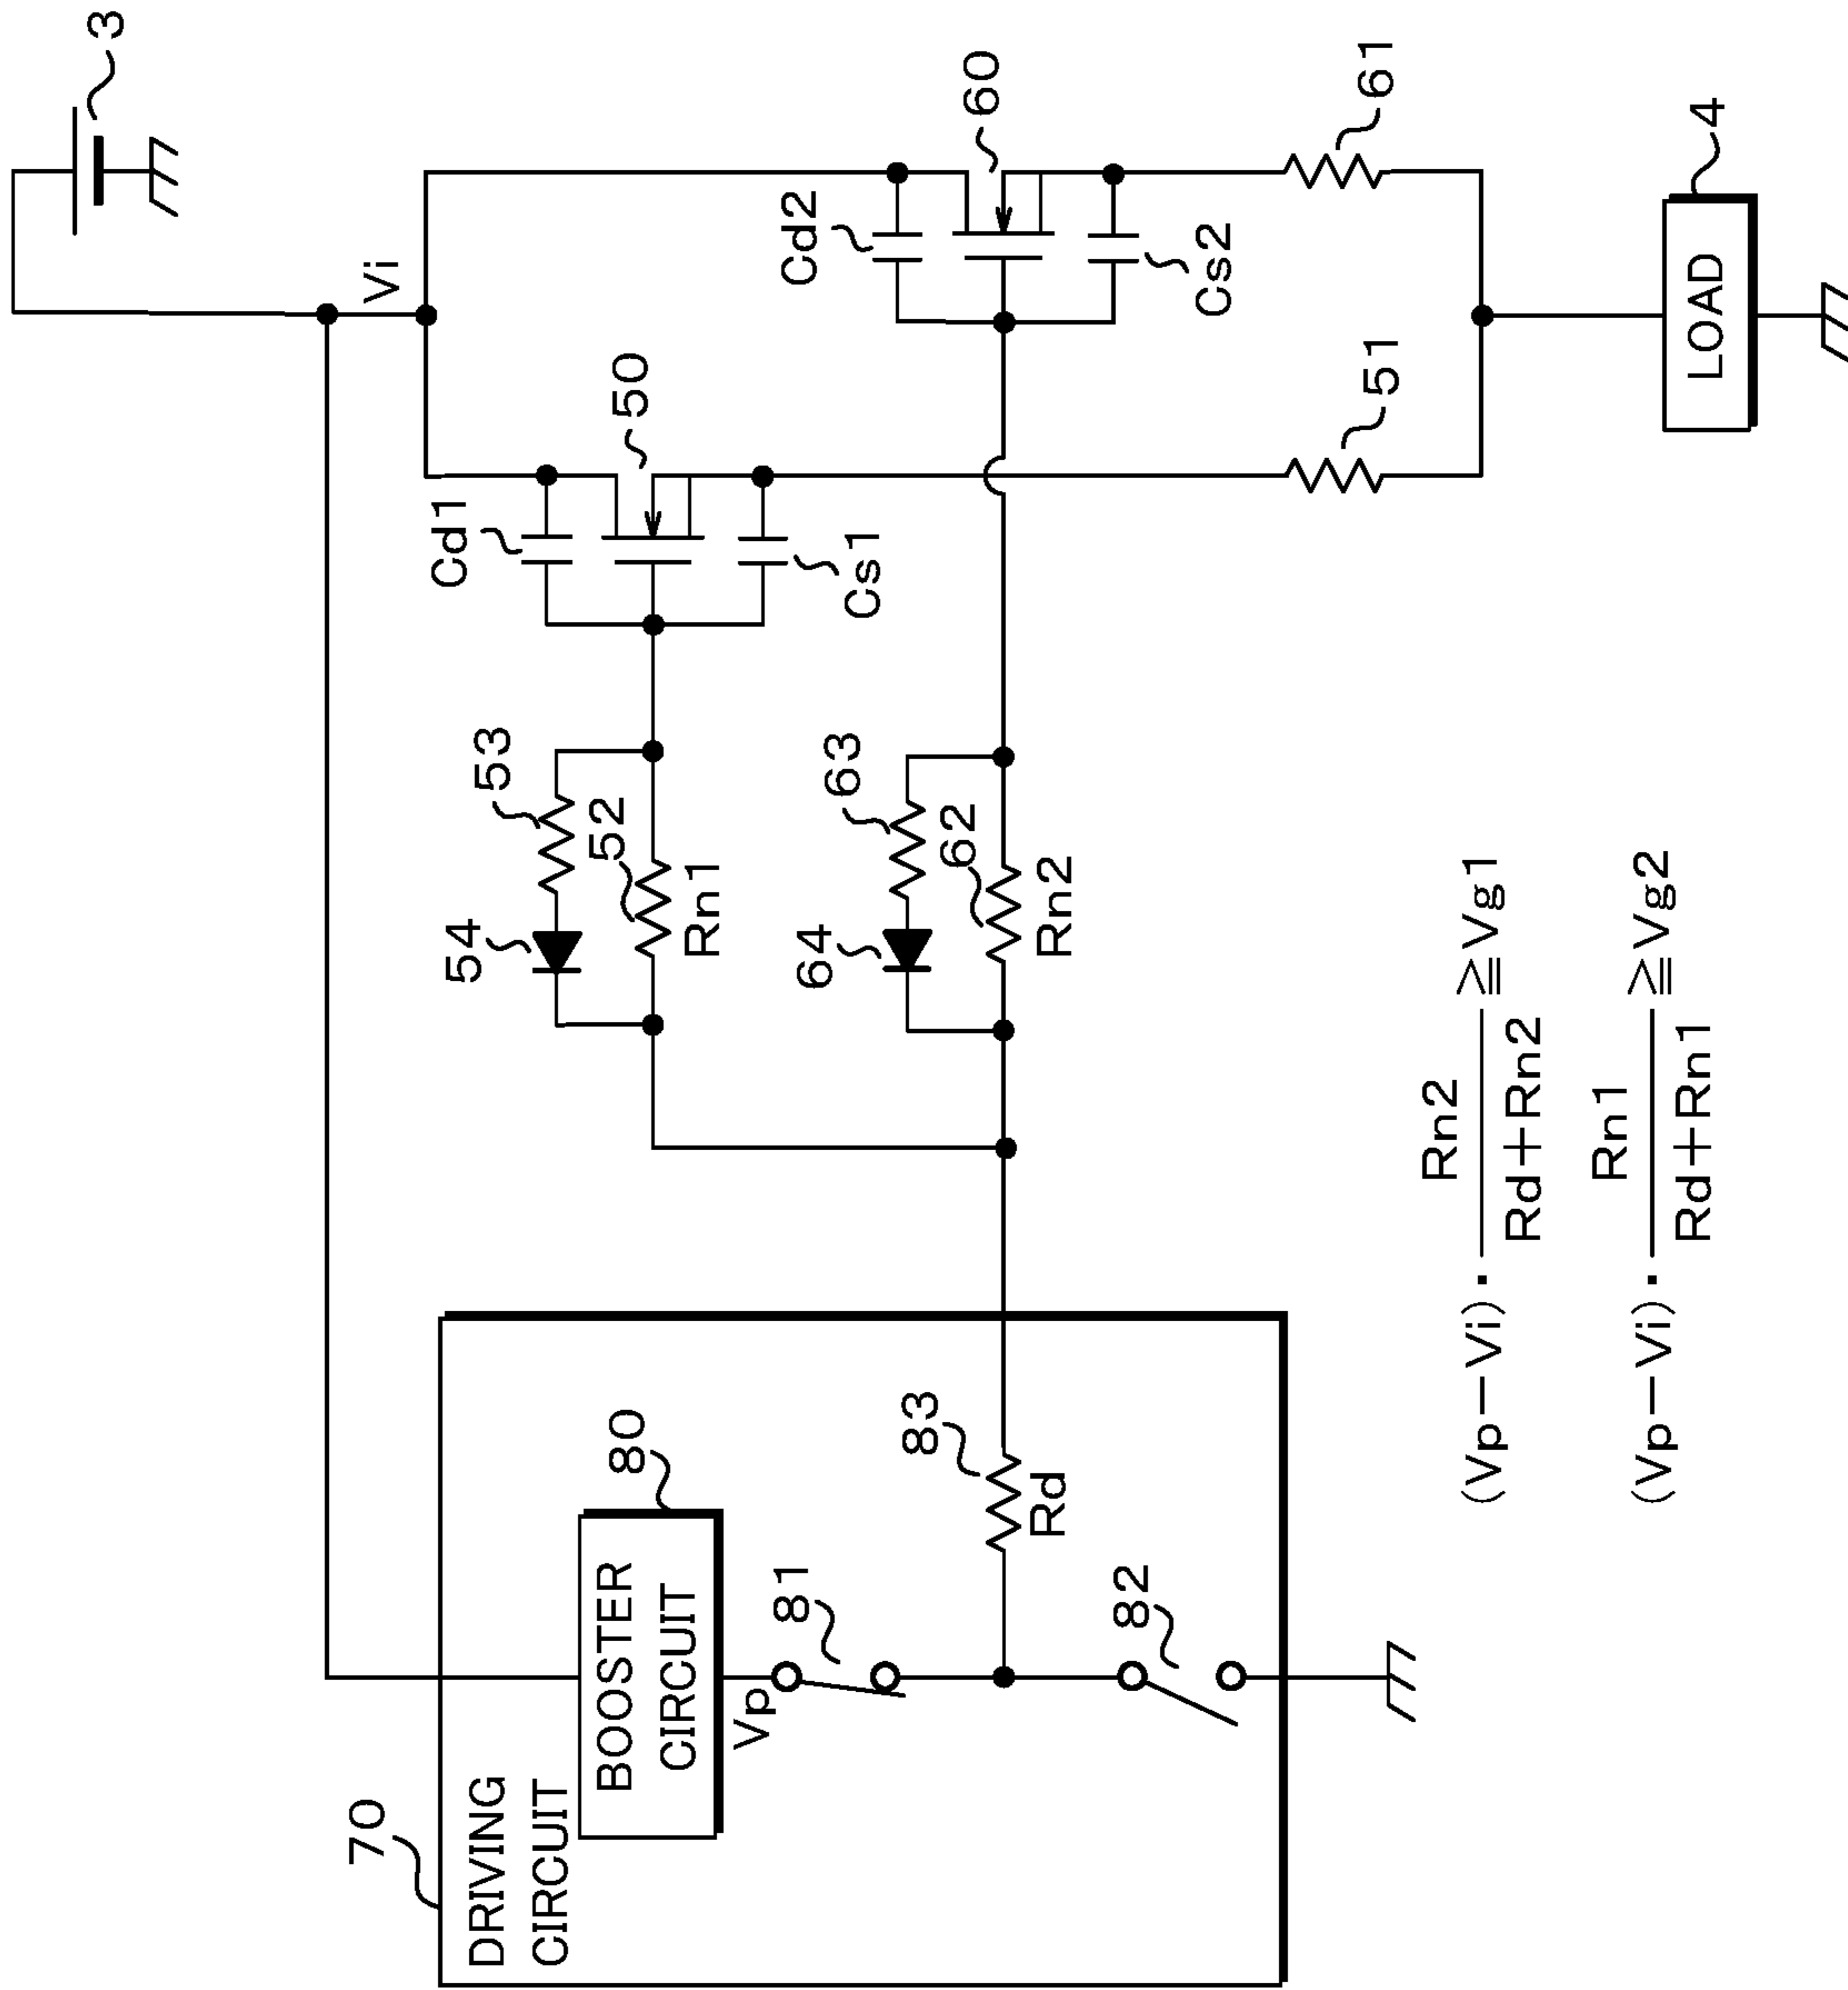 3
Vi
Cd1
50
Cs1
Cd2
60
Cs2
53
54
52
Rn1
63
64
62
Rn2
51
61
4
LOAD
70
DRIVING
CIRCUIT
80
BOOSTER
CIRCUIT
Vp
81
82
83
Rd
(Vp−Vi)・Rn2/Rd+Rn2≧Vg1
(Vp−Vi)・Rn1/Rd+Rn1≧Vg2